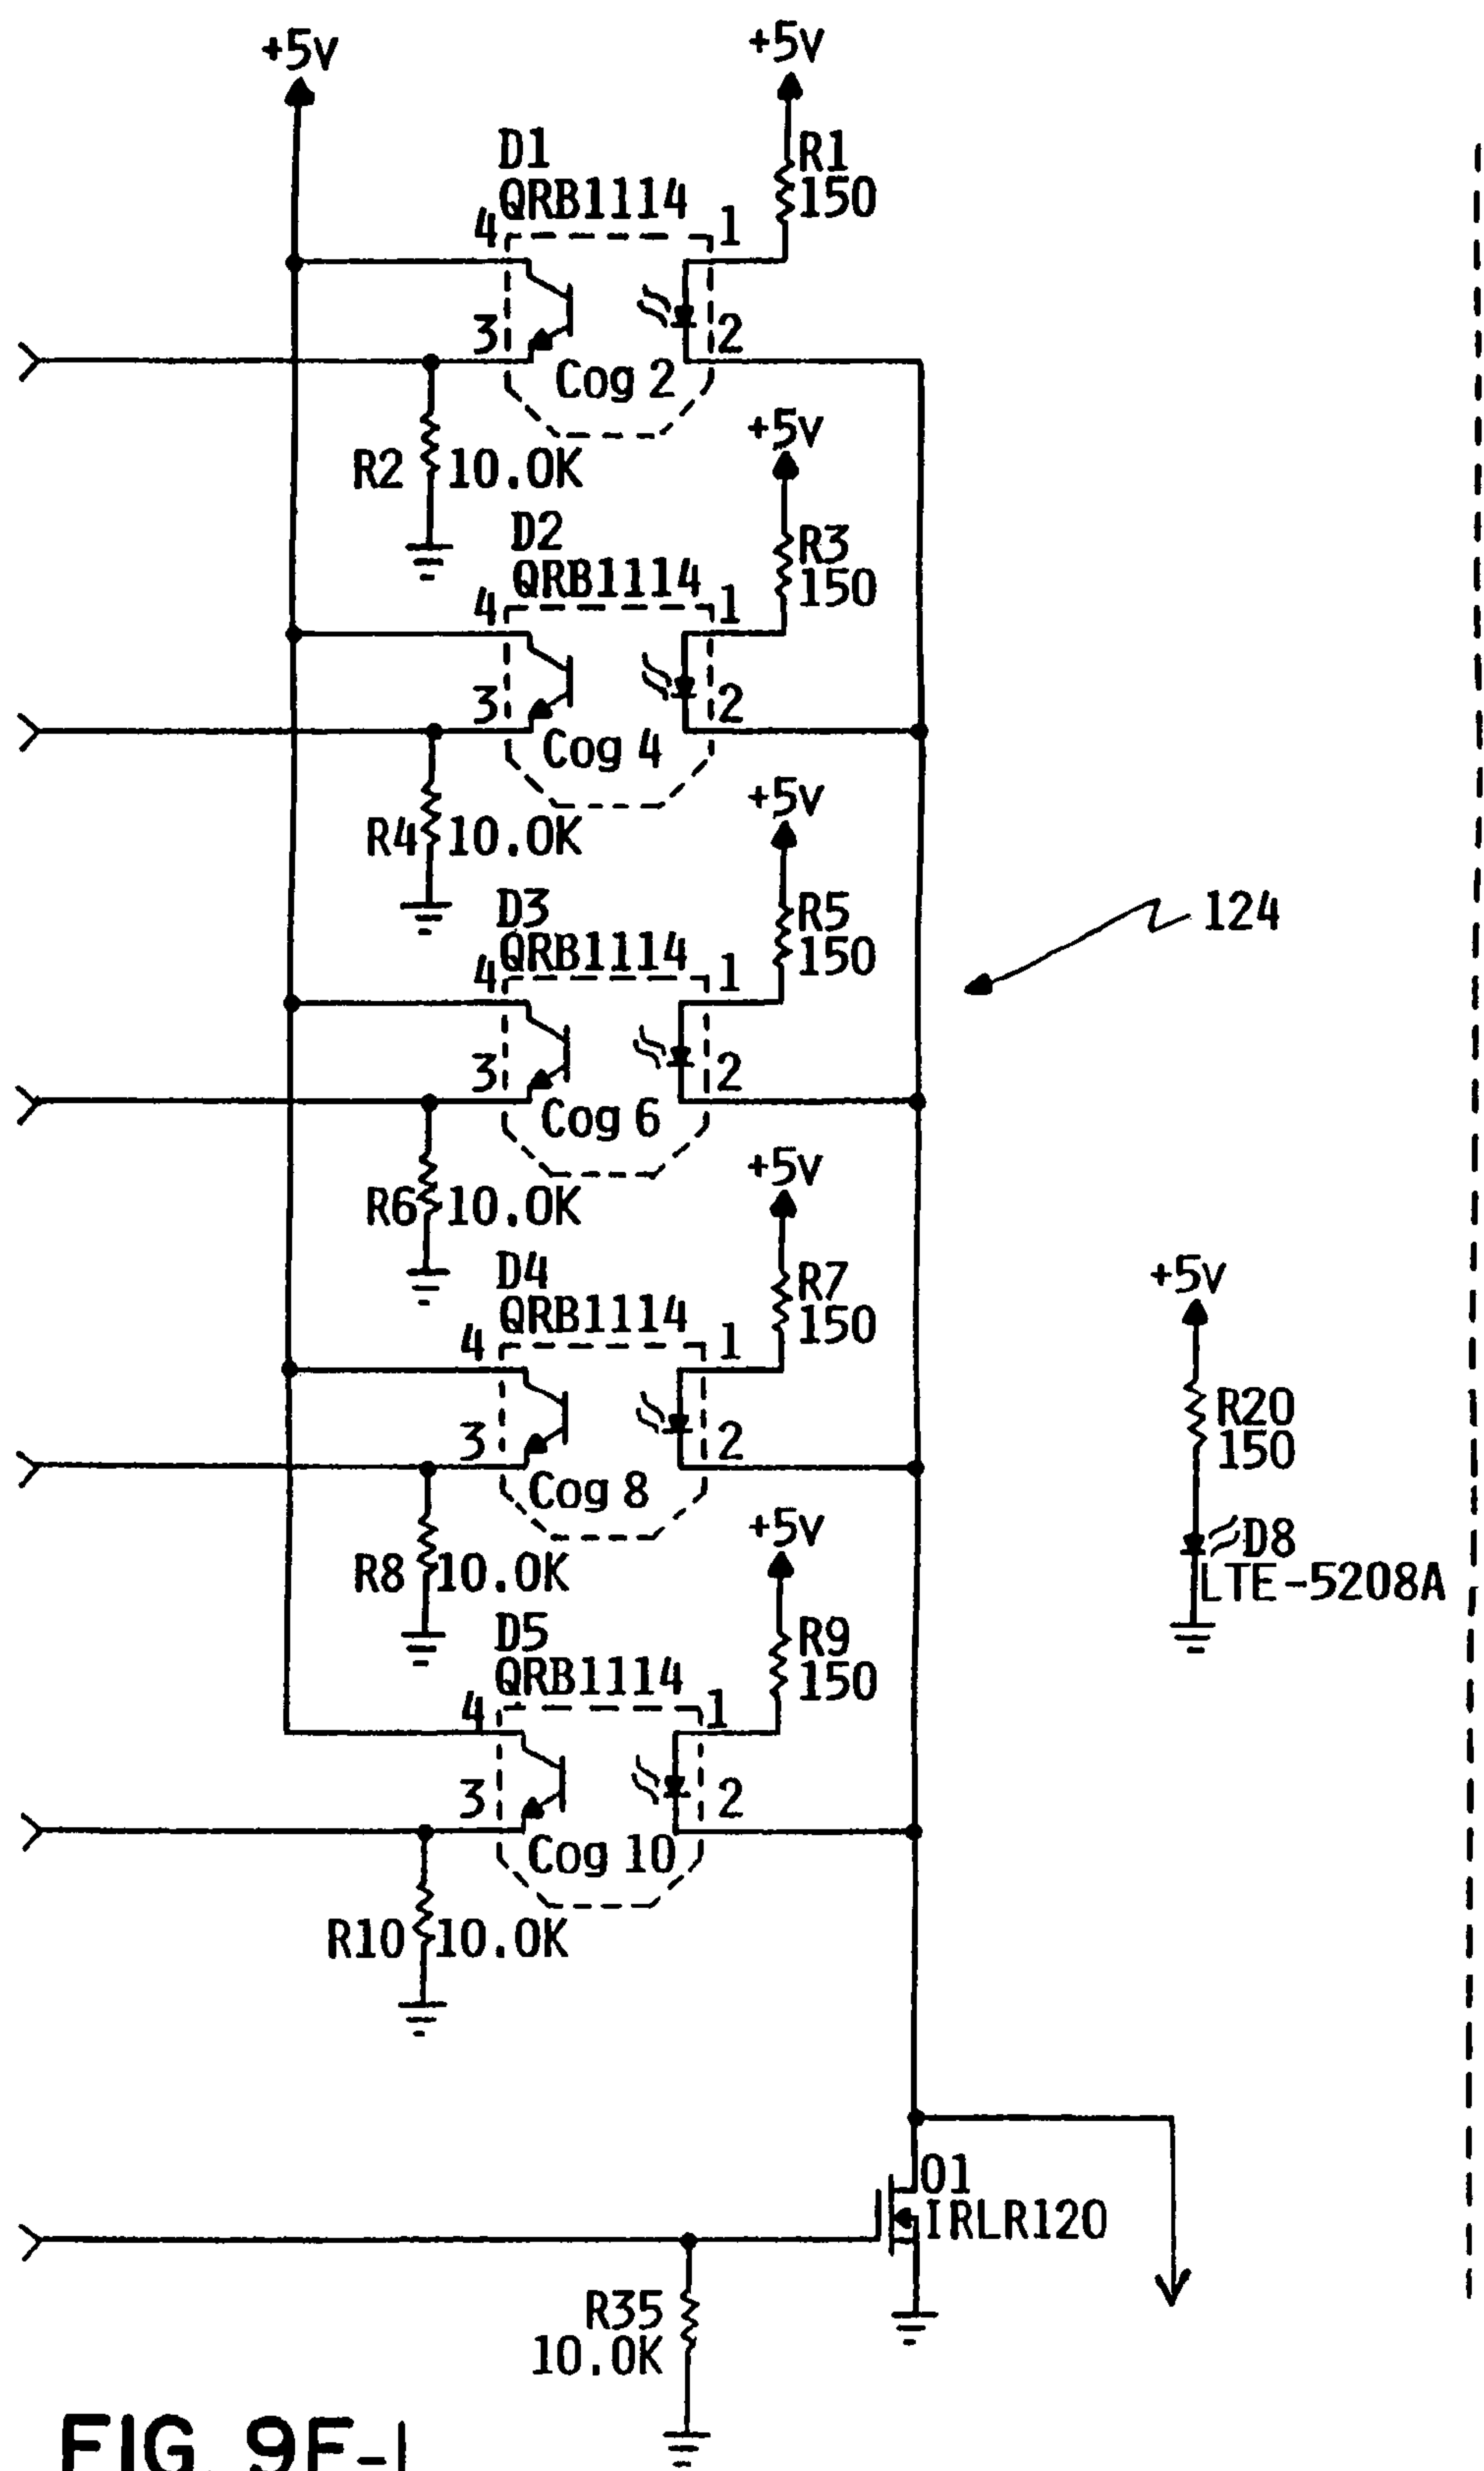 +5v
+5v
D1
QRB1114
R1
150
4
1
3
2
Cog 2
R2 10.0K
+5v
D2
QRB1114
R3
150
4
1
3
2
Cog 4
R4 10.0K
+5v
D3
QRB1114
R5
150
4
1
3
2
Cog 6
124
R6 10.0K
+5v
D4
QRB1114
R7
150
4
1
3
2
Cog 8
+5v
R20
150
D8
LTE-5208A
R8 10.0K
+5v
D5
QRB1114
R9
150
4
1
3
2
Cog 10
R10 10.0K
O1
IRLR120
R35
10.0K